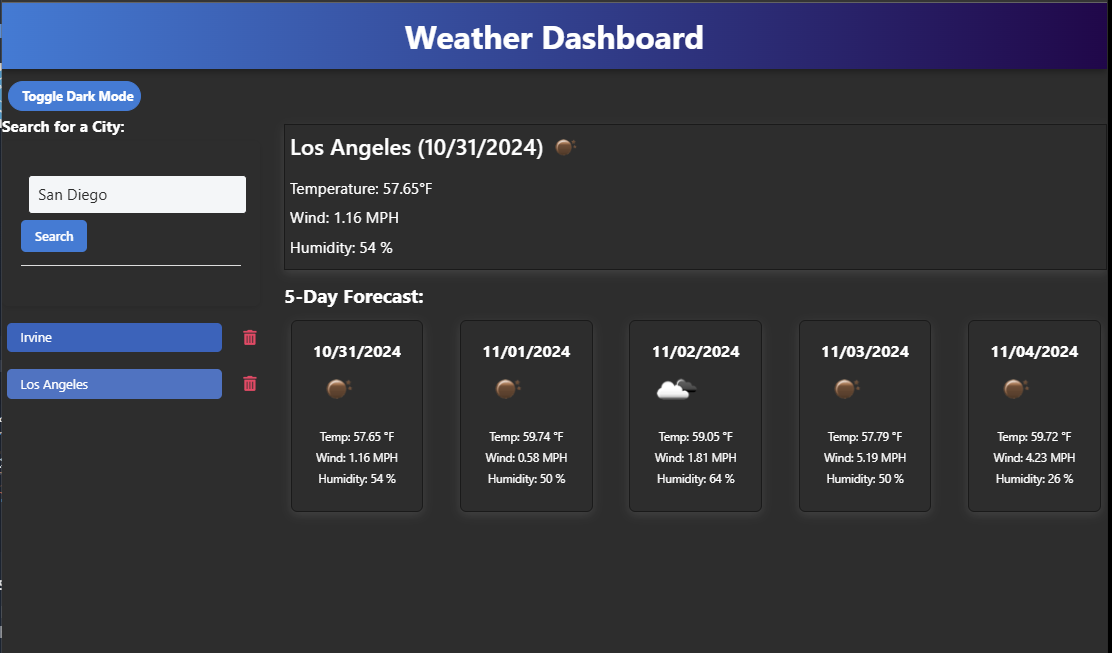 Weather Dashboard
Toggle Dark Mode
Search for a City:
San Diego
Search
Irvine
Los Angeles
Los Angeles (10/31/2024)
Temperature: 57.65°F
Wind: 1.16 MPH
Humidity: 54 %
5-Day Forecast:
10/31/2024
Temp: 57.65 °F
Wind: 1.16 MPH
Humidity: 54 %
11/01/2024
Temp: 59.74 °F
Wind: 0.58 MPH
Humidity: 50 %
11/02/2024
Temp: 59.05 °F
Wind: 1.81 MPH
Humidity: 64 %
11/03/2024
Temp: 57.79 °F
Wind: 5.19 MPH
Humidity: 50 %
11/04/2024
Temp: 59.72 °F
Wind: 4.23 MPH
Humidity: 26 %